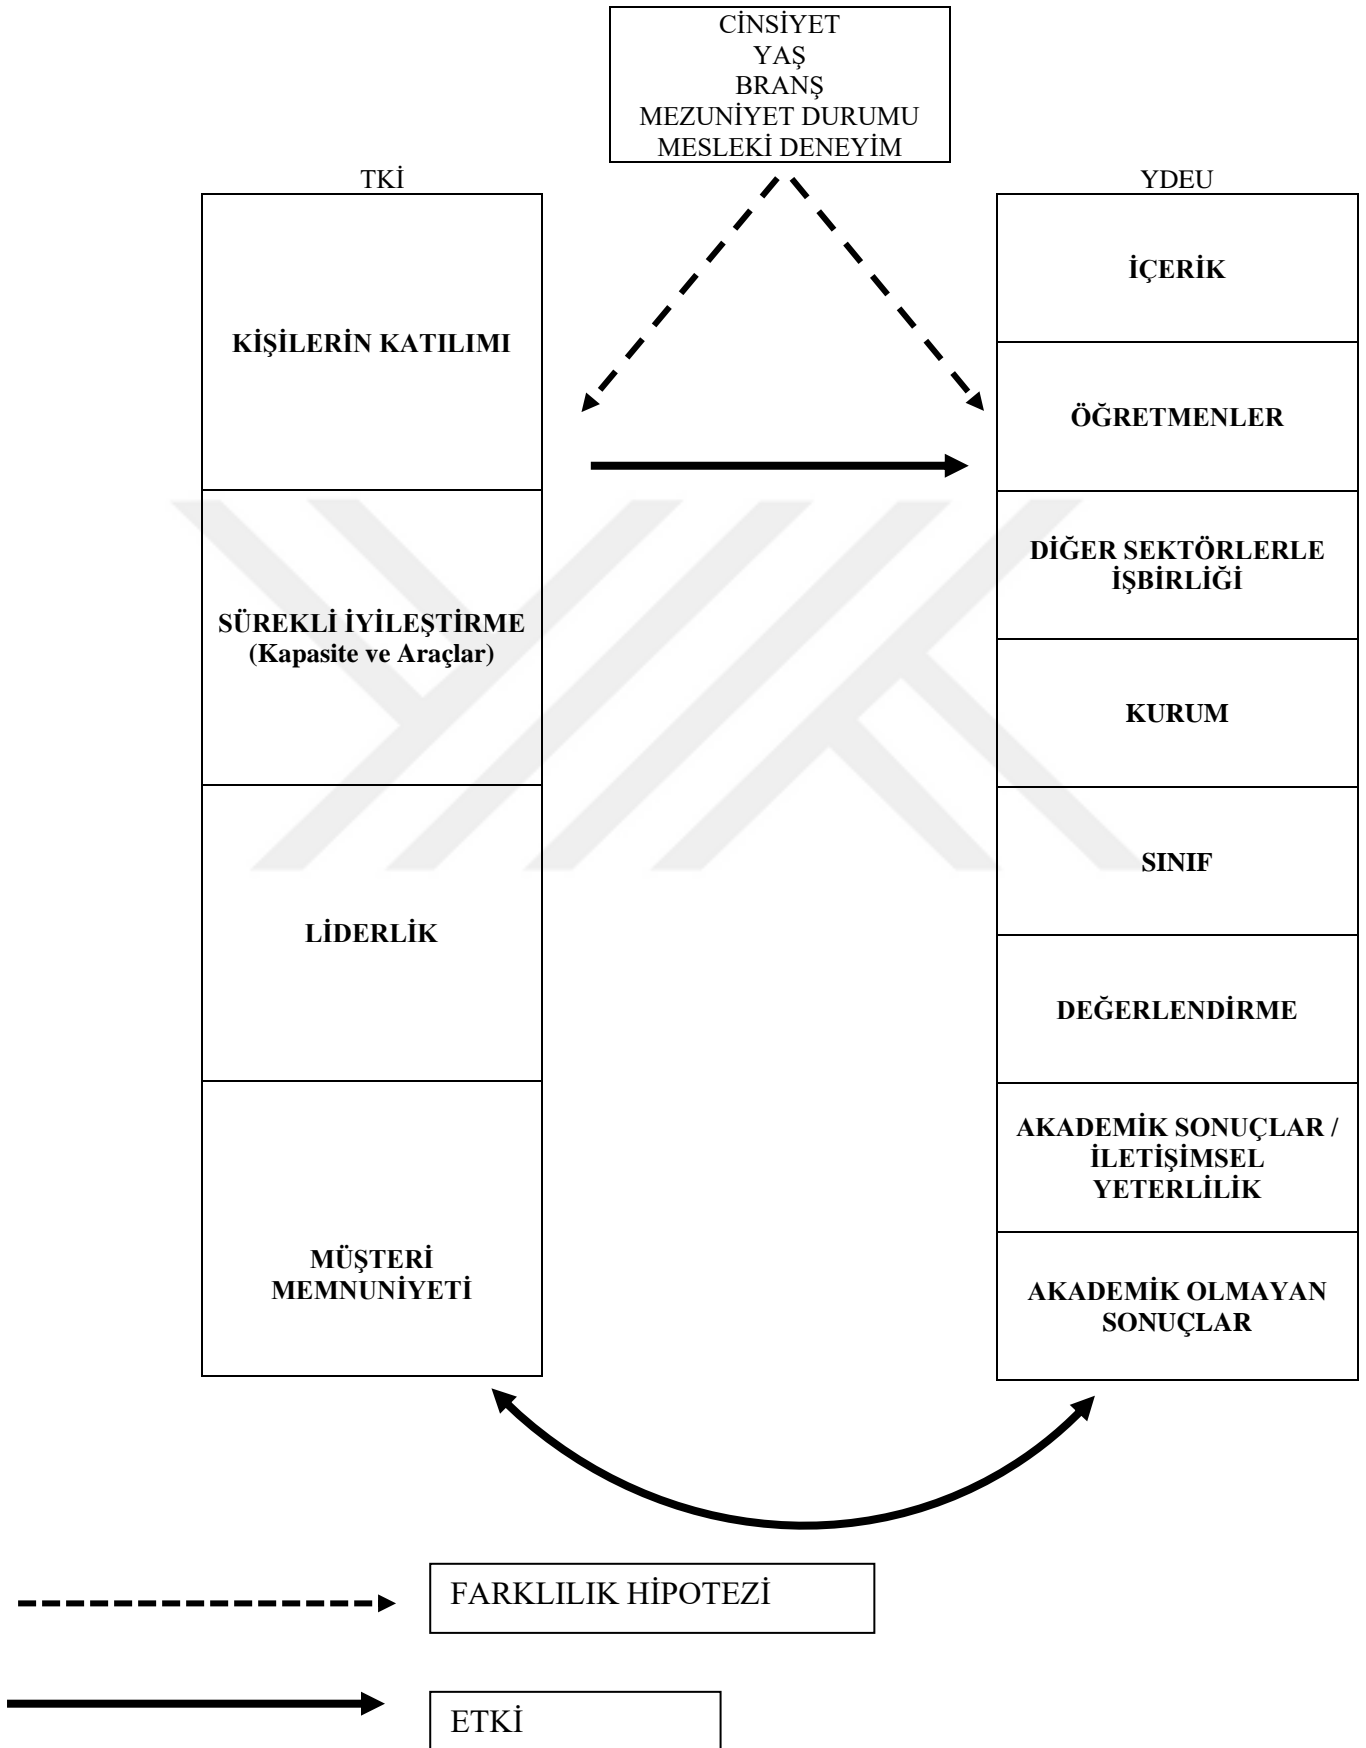 CİNSİYET
YAŞ
BRANŞ
MEZUNİYET DURUMU
MESLEKİ DENEYİM
TKİ
KİŞİLERİN KATILIMI
SÜREKLİ İYİLEŞTİRME
(Kapasite ve Araçlar)
LİDERLİK
MÜŞTERİ
MEMNUNİYETİ
YDEU
İÇERİK
ÖĞRETMENLER
DİĞER SEKTÖRLERLE
İŞBİRLİĞİ
KURUM
SINIF
DEĞERLENDİRME
AKADEMİK SONUÇLAR /
İLETİŞİMSEL
YETERLİLİK
AKADEMİK OLMAYAN
SONUÇLAR
FARKLILIK HİPOTEZİ
ETKİ